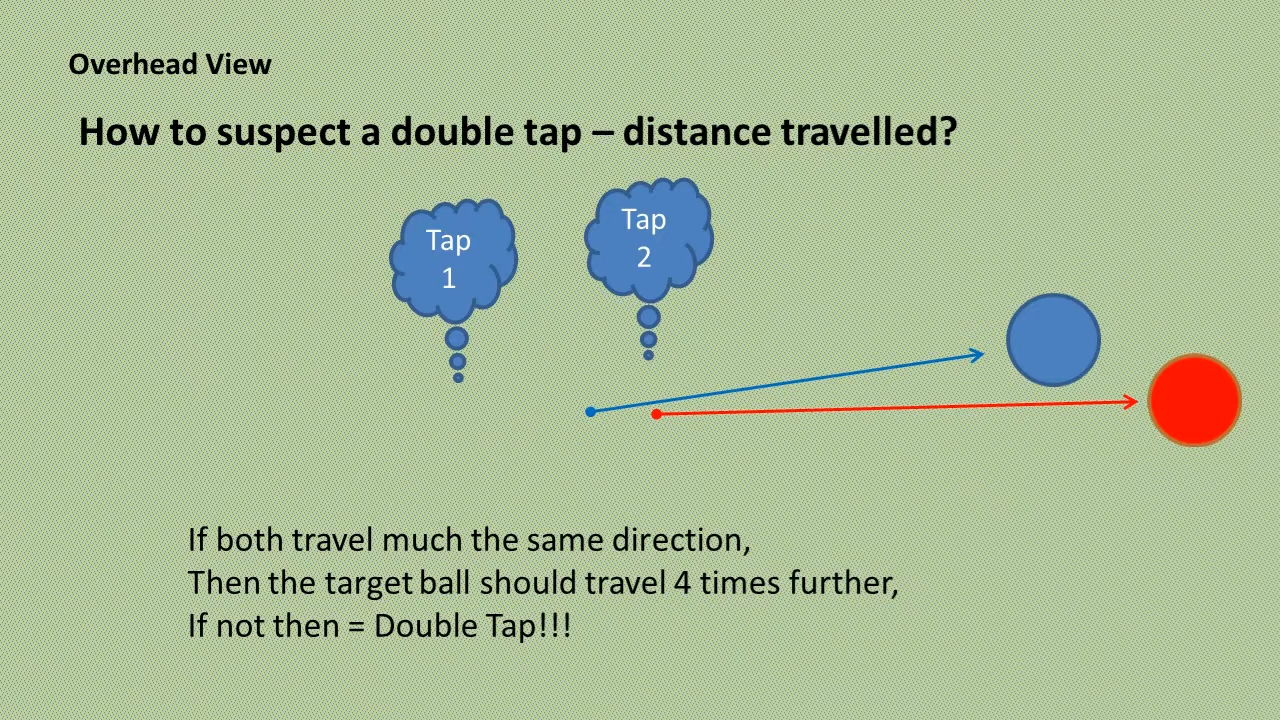 Overhead View
How to suspect a double tap – distance travelled?
Tap
1
Tap
2
If both travel much the same direction,
Then the target ball should travel 4 times further,
If not then = Double Tap!!!